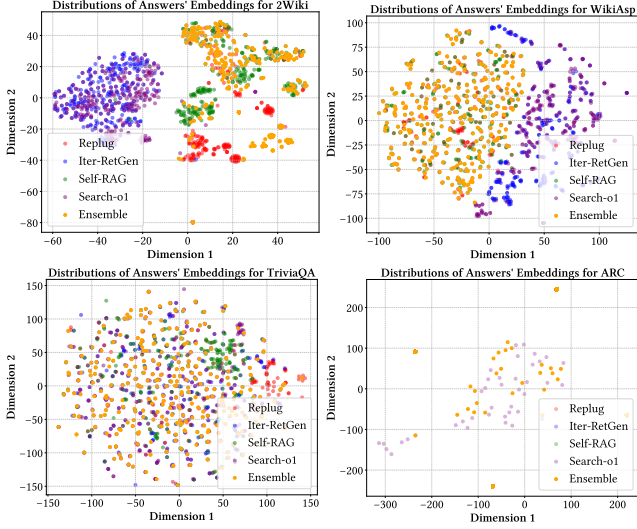 Distributions of Answers' Embeddings for 2Wiki
Dimension 2
40
20
0
−20
−40
−60
−80
Replug
Iter-RetGen
Self-RAG
Search-o1
Ensemble
−60
−40
−20
0
20
40
Dimension 1
Distributions of Answers' Embeddings for WikiAsp
Dimension 2
100
75
50
25
0
−25
−50
−75
−100
Replug
Iter-RetGen
Self-RAG
Search-o1
Ensemble
−100
−50
0
50
100
Dimension 1
Distributions of Answers' Embeddings for TriviaQA
Dimension 2
150
100
50
0
−50
−100
−150
Replug
Iter-RetGen
Self-RAG
Search-o1
Ensemble
−150
−100
−50
0
50
100
150
Dimension 1
Distributions of Answers' Embeddings for ARC
Dimension 2
200
100
0
−100
−200
Replug
Iter-RetGen
Self-RAG
Search-o1
Ensemble
−300
−200
−100
0
100
200
Dimension 1